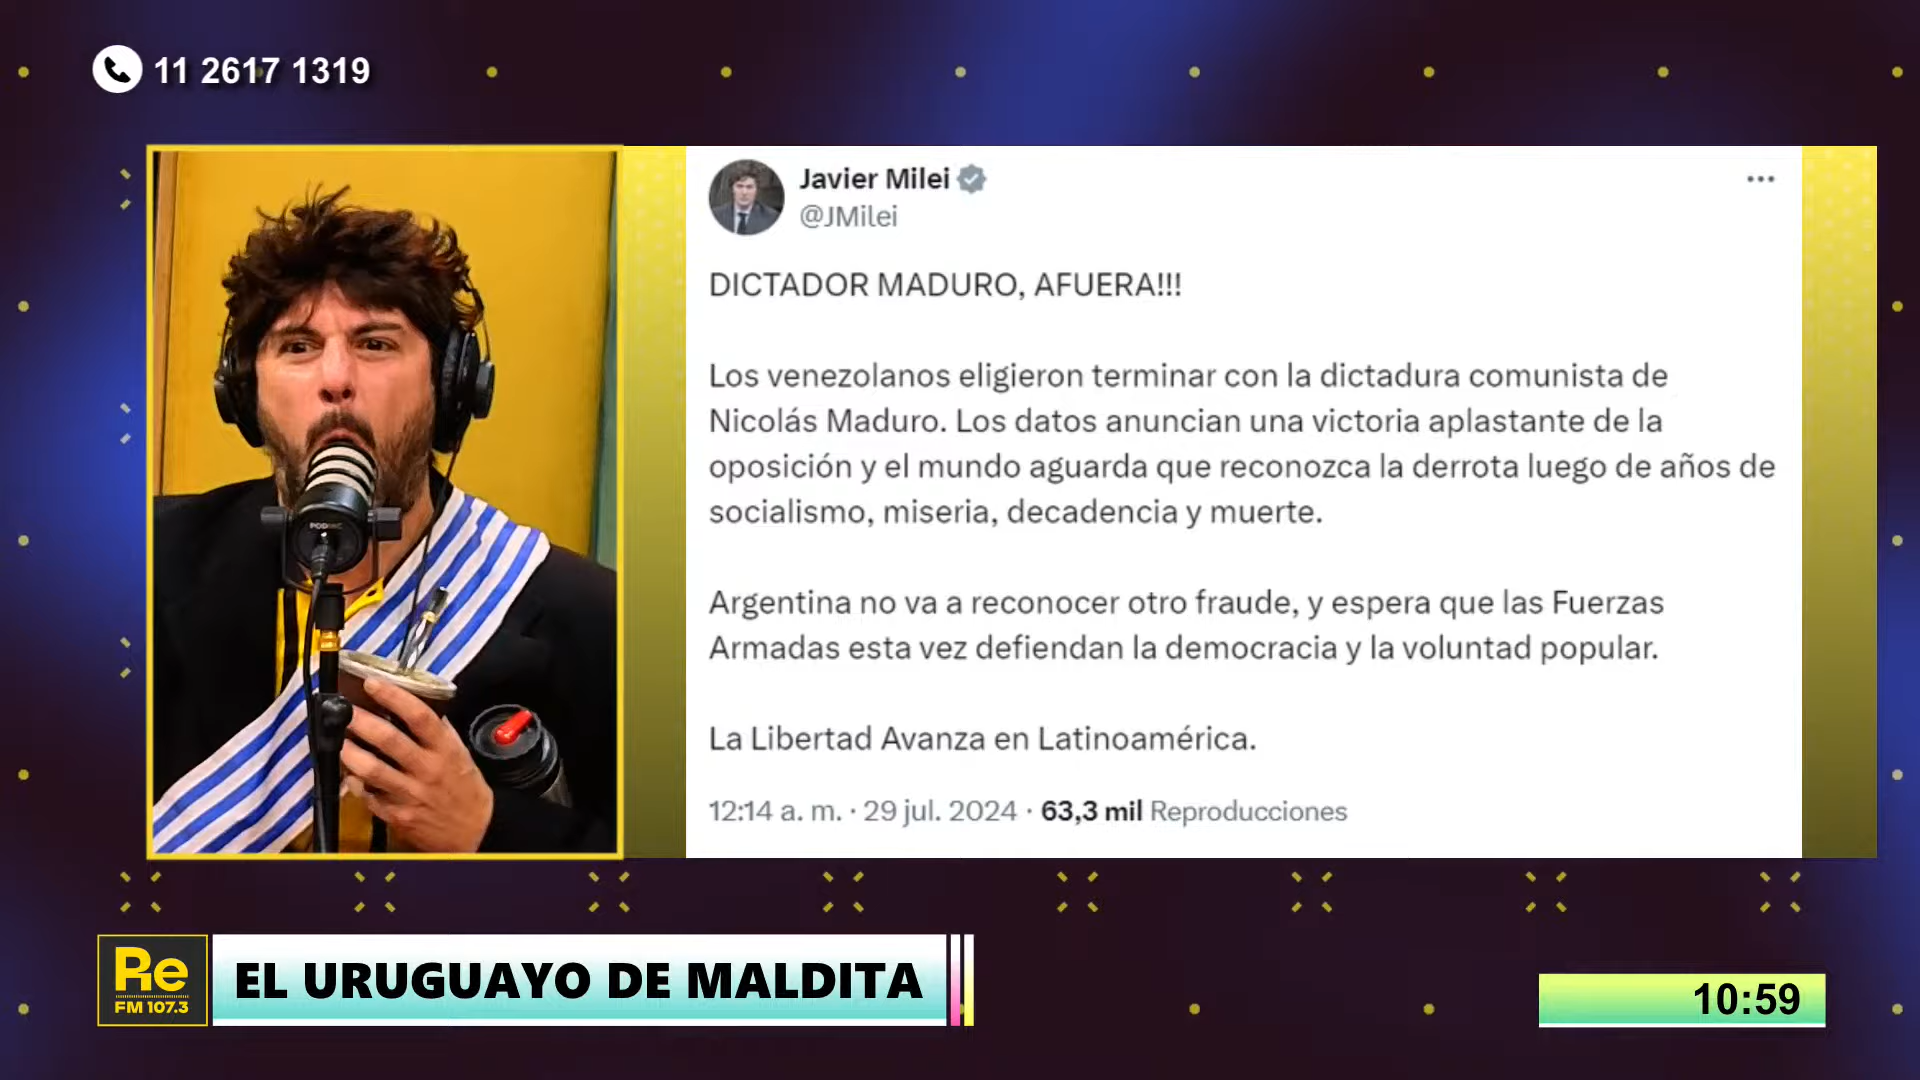 11 2617 1319
Javier Milei
@JMilei
DICTADOR MADURO, AFUERA!!!
Los venezolanos eligieron terminar con la dictadura comunista de
Nicolás Maduro. Los datos anuncian una victoria aplastante de la
oposición y el mundo aguarda que reconozca la derrota luego de años de
socialismo, miseria, decadencia y muerte.
Argentina no va a reconocer otro fraude, y espera que las Fuerzas
Armadas esta vez defiendan la democracia y la voluntad popular.
La Libertad Avanza en Latinoamérica.
12:14 a. m. · 29 jul. 2024 · 63,3 mil Reproducciones
Re
FM 107.3
EL URUGUAYO DE MALDITA
10:59